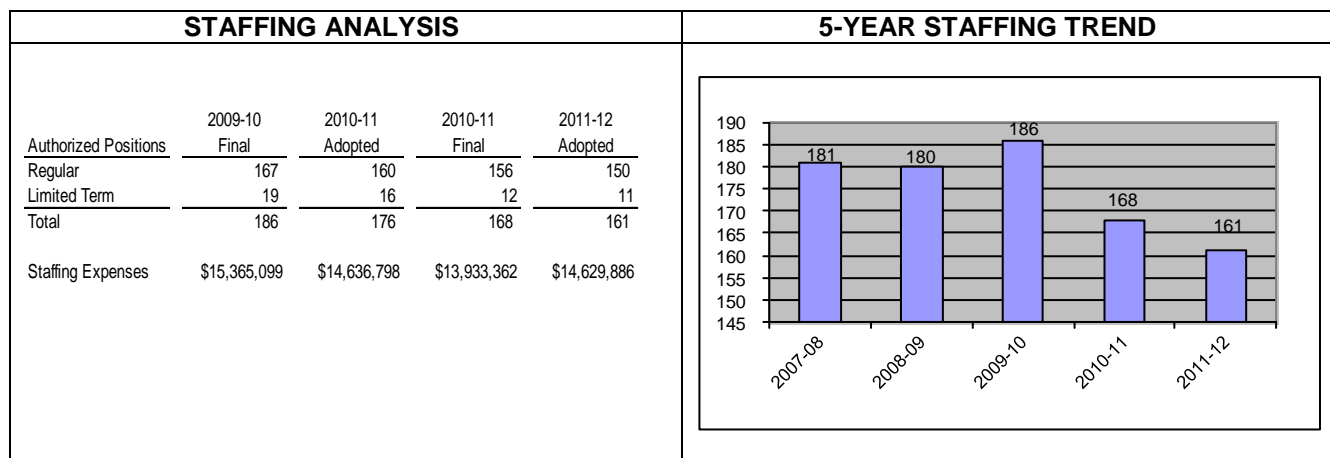 STAFFING ANALYSIS
2009-10 2010-11 2010-11 2011-12
Authorized Positions Final Adopted Final Adopted
Regular 167 160 156 150
Limited Term 19 16 12 11
Total 186 176 168 161
Staffing Expenses $15,365,099 $14,636,798 $13,933,362 $14,629,886
5-YEAR STAFFING TREND
190
185
180
175
170
165
160
155
150
145
181
180
186
168
161
2007-08
2008-09
2009-10
2010-11
2011-12